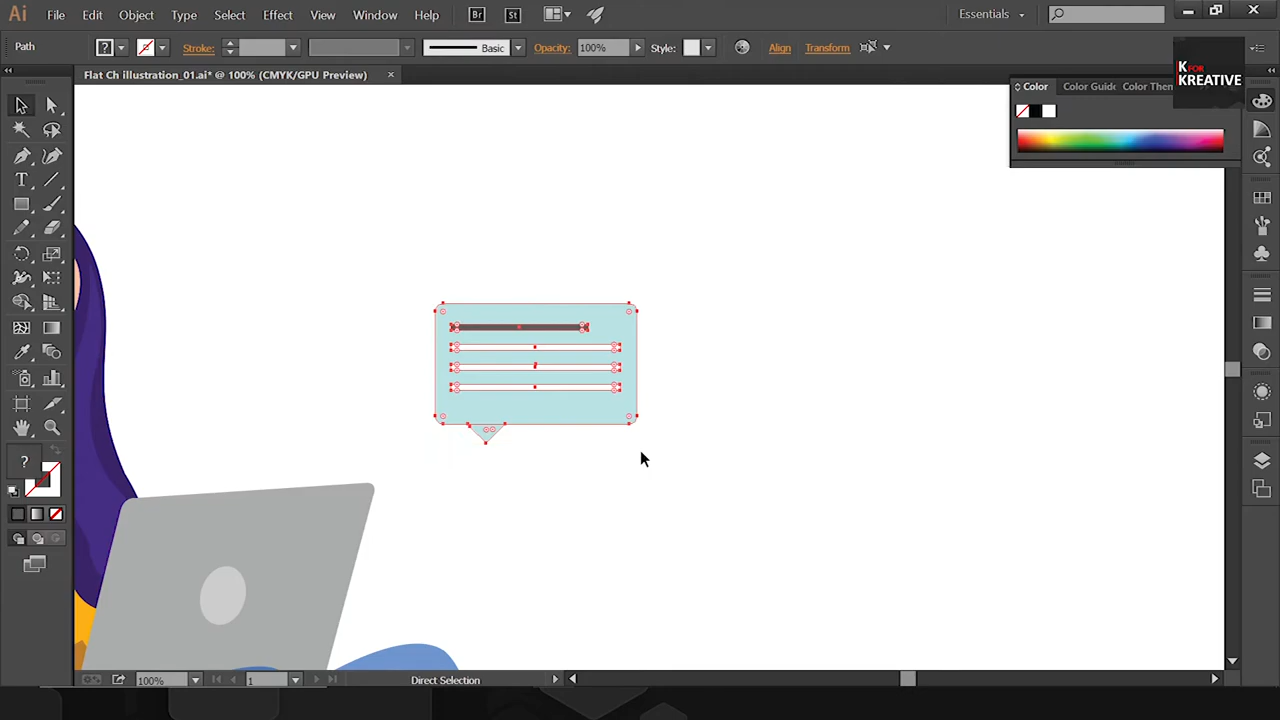 Ai File Edit Object Type Select Effect View Window Help Br St Essentials
Path ? Stroke: Basic Opacity: 100% Style: Align Transform
Flat Ch illustration_01.ai* @ 100% (CMYK/GPU Preview) ×
K FOR
KREATIVE
Color Color Guide Color Then
T
?
100% 1 Direct Selection